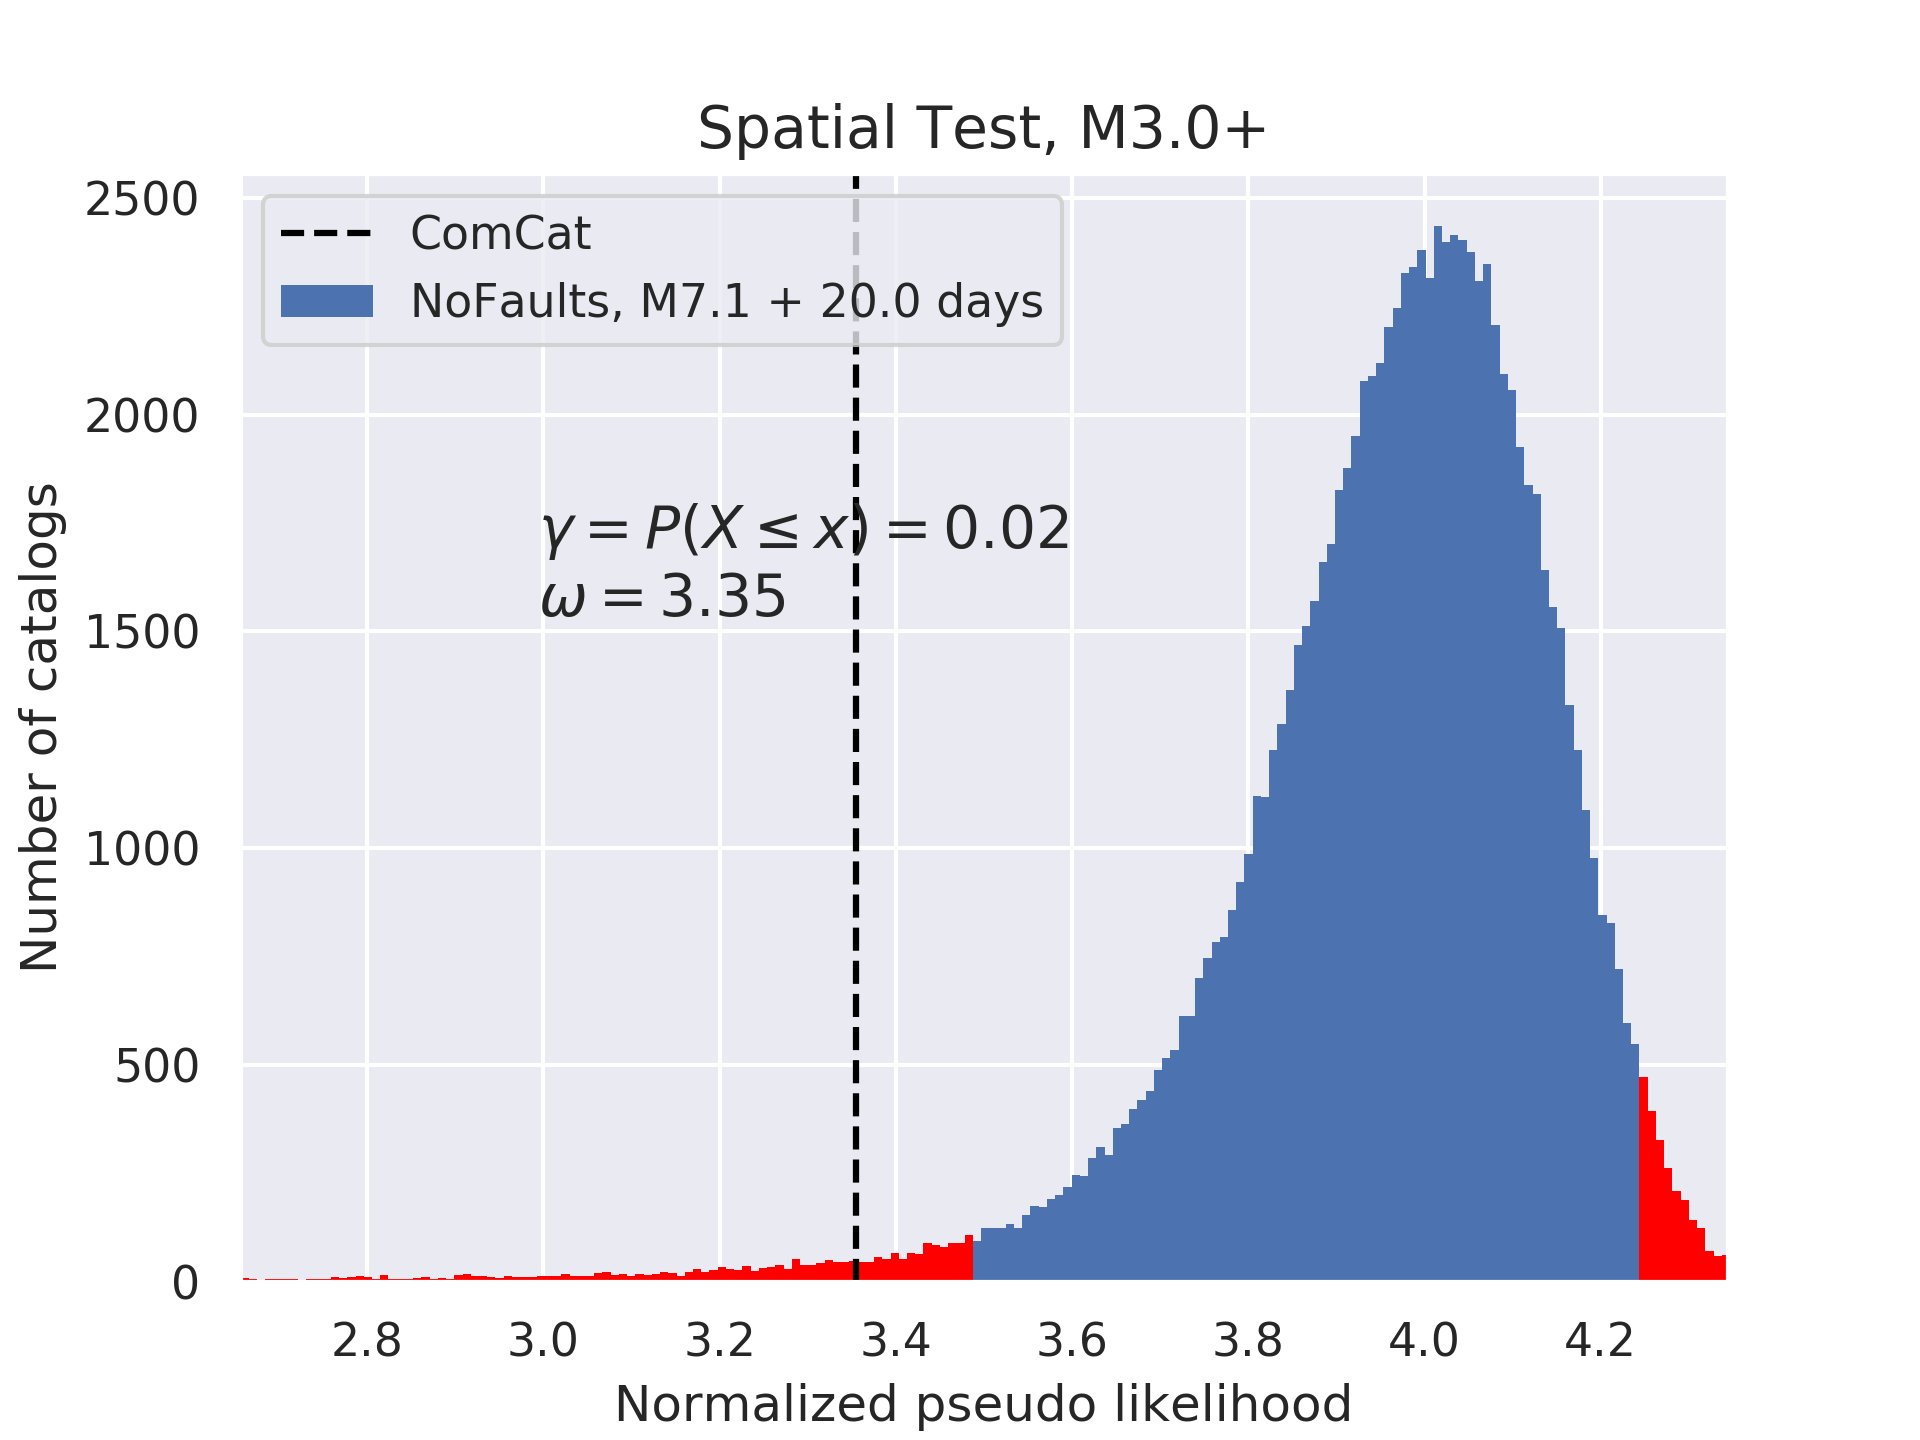 Spatial Test, M3.0+
ComCat
NoFaults, M7.1 + 20.0 days
γ = P(X ≤ x) = 0.02
ω = 3.35
Number of catalogs
2500
2000
1500
1000
500
0
2.8 3.0 3.2 3.4 3.6 3.8 4.0 4.2
Normalized pseudo likelihood